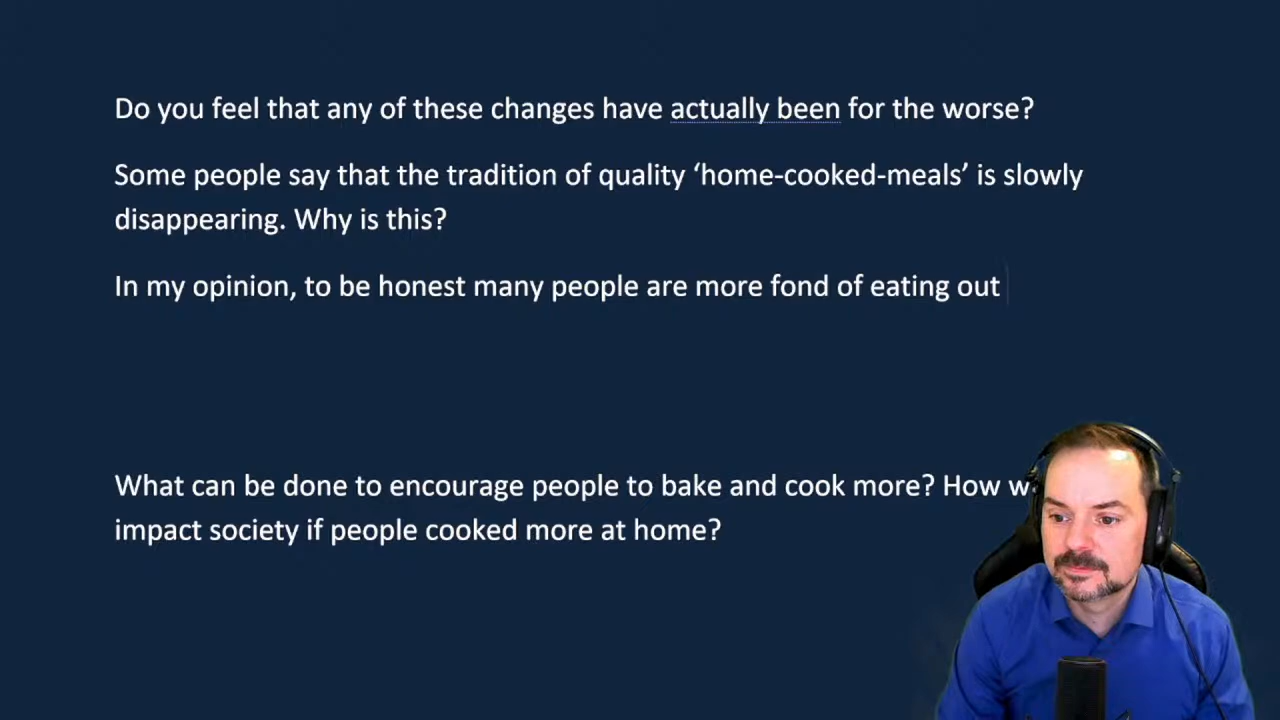 Do you feel that any of these changes have actually been for the worse?
Some people say that the tradition of quality ‘home-cooked-meals’ is slowly
disappearing. Why is this?
In my opinion, to be honest many people are more fond of eating out
What can be done to encourage people to bake and cook more? How
impact society if people cooked more at home?